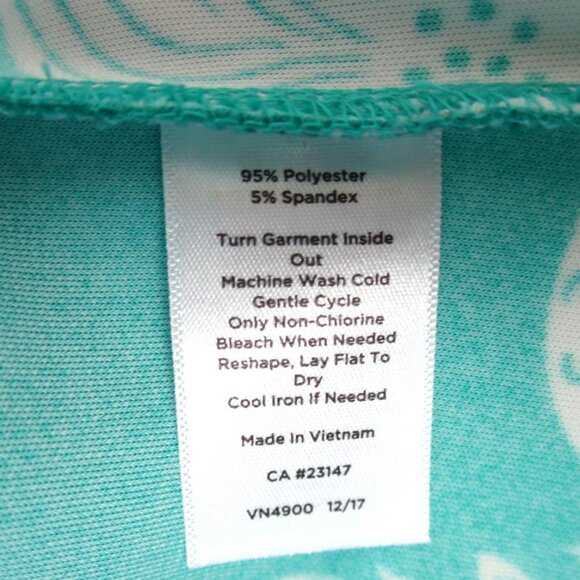 95% Polyester
5% Spandex
Turn Garment Inside
Out
Machine Wash Cold
Gentle Cycle
Only Non-Chlorine
Bleach When Needed
Reshape, Lay Flat To
Dry
Cool Iron If Needed
Made In Vietnam
CA #23147
VN4900 12/17